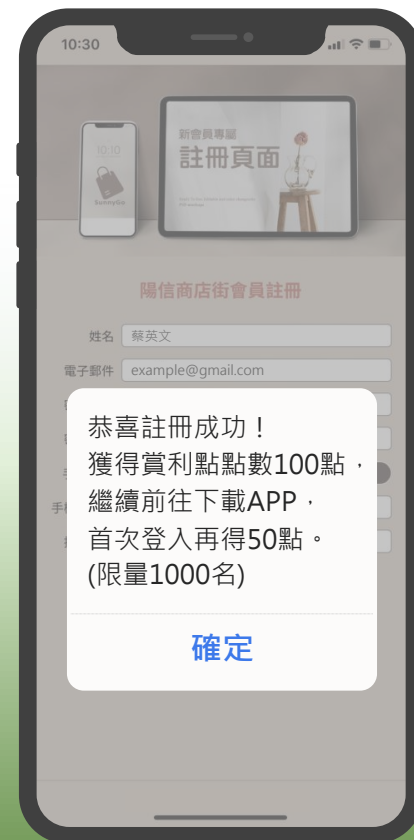 10:30
10:10
SunnyGo
新會員專屬
註冊頁面
陽信商店街會員註冊
姓名 蔡英文
電子郵件 example@gmail.com
恭喜註冊成功！
獲得賞利點點數100點，
繼續前往下載APP，
首次登入再得50點。
(限量1000名)
確定